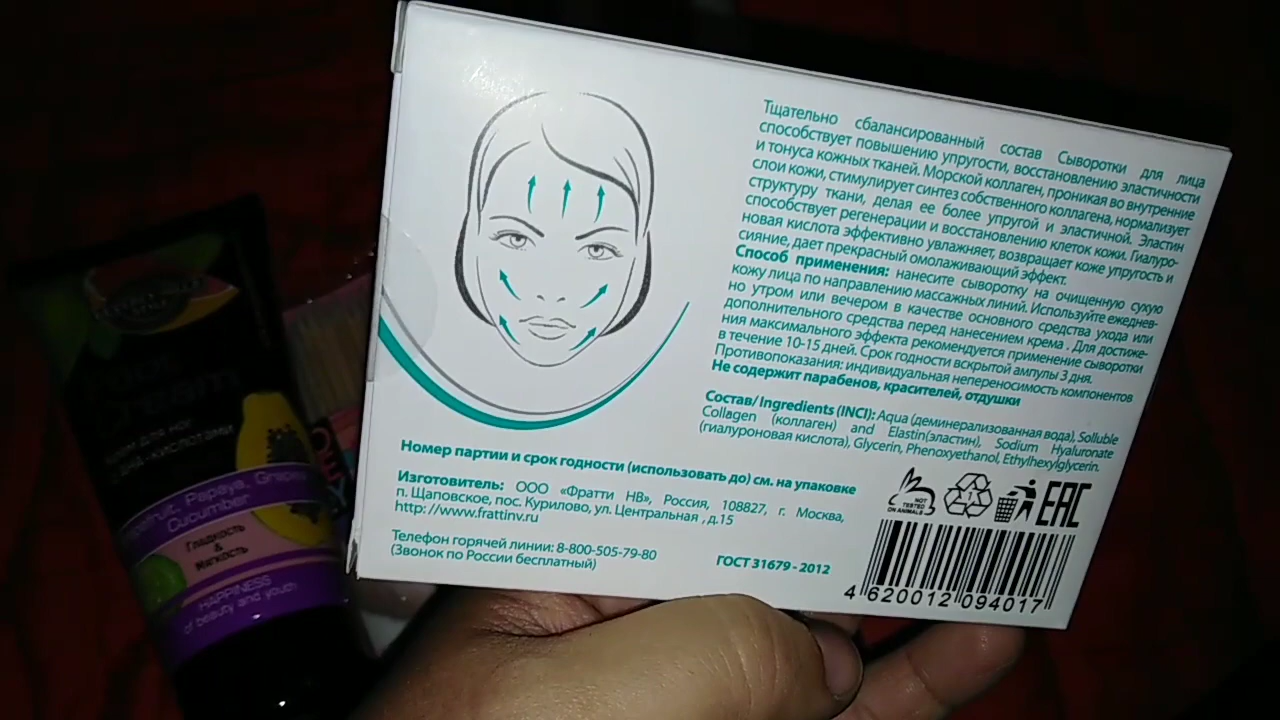 Тщательно сбалансированный состав Сыворотки для лица
способствует повышению упругости, восстановлению эластичности
и тонуса кожных тканей. Морской коллаген, проникая во внутренние
слои кожи, стимулирует синтез собственного коллагена, нормализует
структуру ткани, делая ее более упругой и эластичной. Эластин
способствует регенерации и восстановлению клеток кожи. Гиалуро-
новая кислота эффективно увлажняет, возвращает коже упругость и
сияние, дает прекрасный омолаживающий эффект.
Способ применения: нанесите сыворотку на очищенную сухую
кожу лица по направлению массажных линий. Используйте ежеднев-
но утром или вечером в качестве основного средства ухода или
дополнительного средства перед нанесением крема . Для достиже-
ния максимального эффекта рекомендуется применение сыворотки
в течение 10-15 дней. Срок годности вскрытой ампулы 3 дня.
Противопоказания: индивидуальная непереносимость компонентов
Не содержит парабенов, красителей, отдушки
Состав/ Ingredients (INCI): Aqua (деминерализованная вода), Solluble
Collagen (коллаген) and Elastin(эластин), Sodium Hyaluronate
(гиалуроновая кислота), Glycerin, Phenoxyethanol, Ethylhexylglycerin.
Номер партии и срок годности (использовать до) см. на упаковке
Изготовитель: ООО «Фратти НВ», Россия, 108827, г. Москва,
п. Щаповское, пос. Курилово, ул. Центральная , д.15
http://www.frattinv.ru
Телефон горячей линии: 8-800-505-79-80
(Звонок по России бесплатный)
ГОСТ 31679 - 2012
NOT TESTED
ON ANIMALS
1
EAC
4 620012 094017
Cream
крем для ног
Papaya, Grape
Cucumber
Гладкость
&
Мягкость
HAPPINESS
of beauty and youth